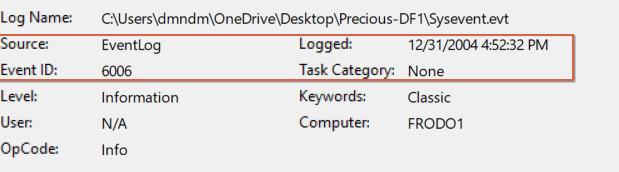 Log Name: C:\Users\dmndm\OneDrive\Desktop\Precious-DF1\Sysevent.evt
Source: EventLog Logged: 12/31/2004 4:52:32 PM
Event ID: 6006 Task Category: None
Level: Information Keywords: Classic
User: N/A Computer: FRODO1
OpCode: Info